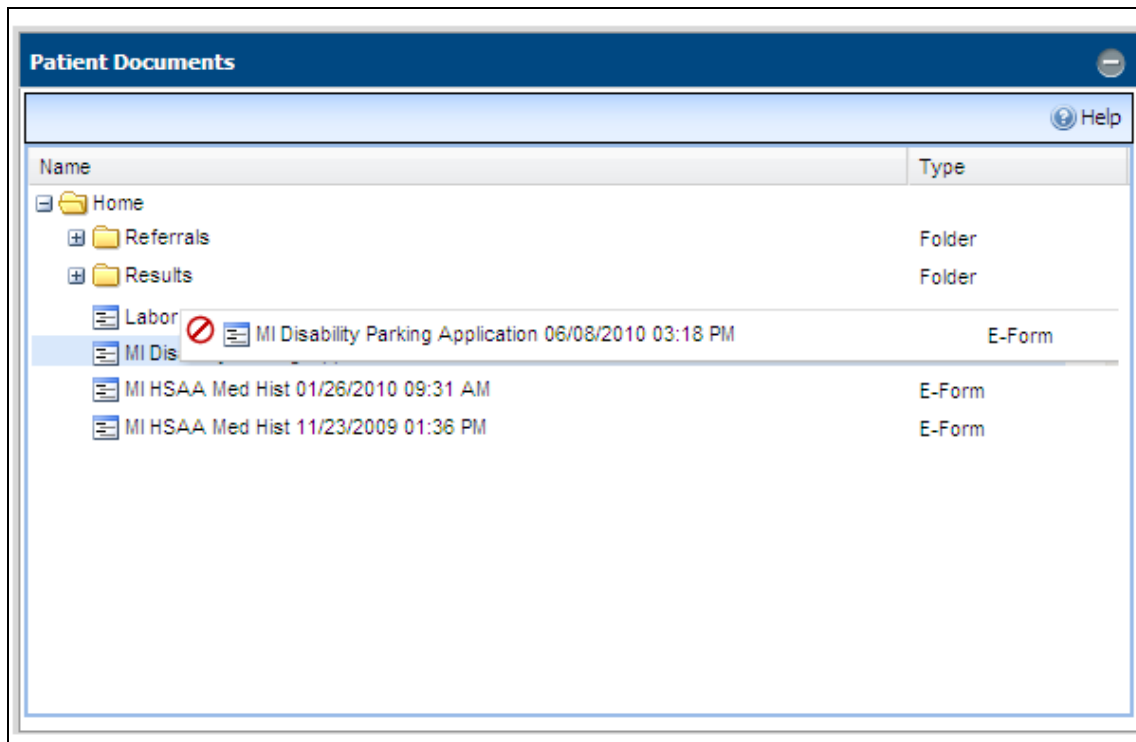 Patient Documents
Help
Name Type
Home
Referrals Folder
Results Folder
Labor
MI Disability Parking Application 06/08/2010 03:18 PM E-Form
MI Dis
MI HSAA Med Hist 01/26/2010 09:31 AM E-Form
MI HSAA Med Hist 11/23/2009 01:36 PM E-Form